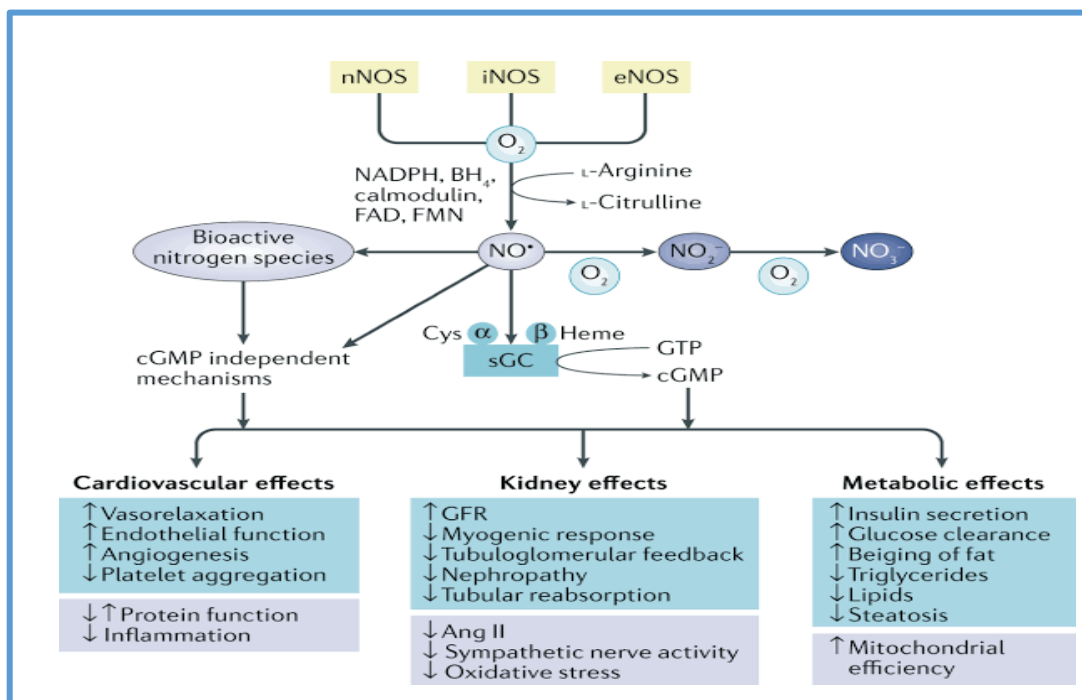 nNOS
iNOS
eNOS
O₂
NADPH, BH₄,
calmodulin,
FAD, FMN
L-Arginine
L-Citrulline
Bioactive
nitrogen species
NO•
O₂
NO₂⁻
O₂
NO₃⁻
Cys α β Heme
sGC
GTP
cGMP
cGMP independent
mechanisms
Cardiovascular effects
↑ Vasorelaxation
↑ Endothelial function
↑ Angiogenesis
↓ Platelet aggregation
↓↑ Protein function
↓ Inflammation
Kidney effects
↑ GFR
↓ Myogenic response
↓ Tubuloglomerular feedback
↓ Nephropathy
↓ Tubular reabsorption
↓ Ang II
↓ Sympathetic nerve activity
↓ Oxidative stress
Metabolic effects
↑ Insulin secretion
↑ Glucose clearance
↑ Beiging of fat
↓ Triglycerides
↓ Lipids
↓ Steatosis
↑ Mitochondrial
efficiency